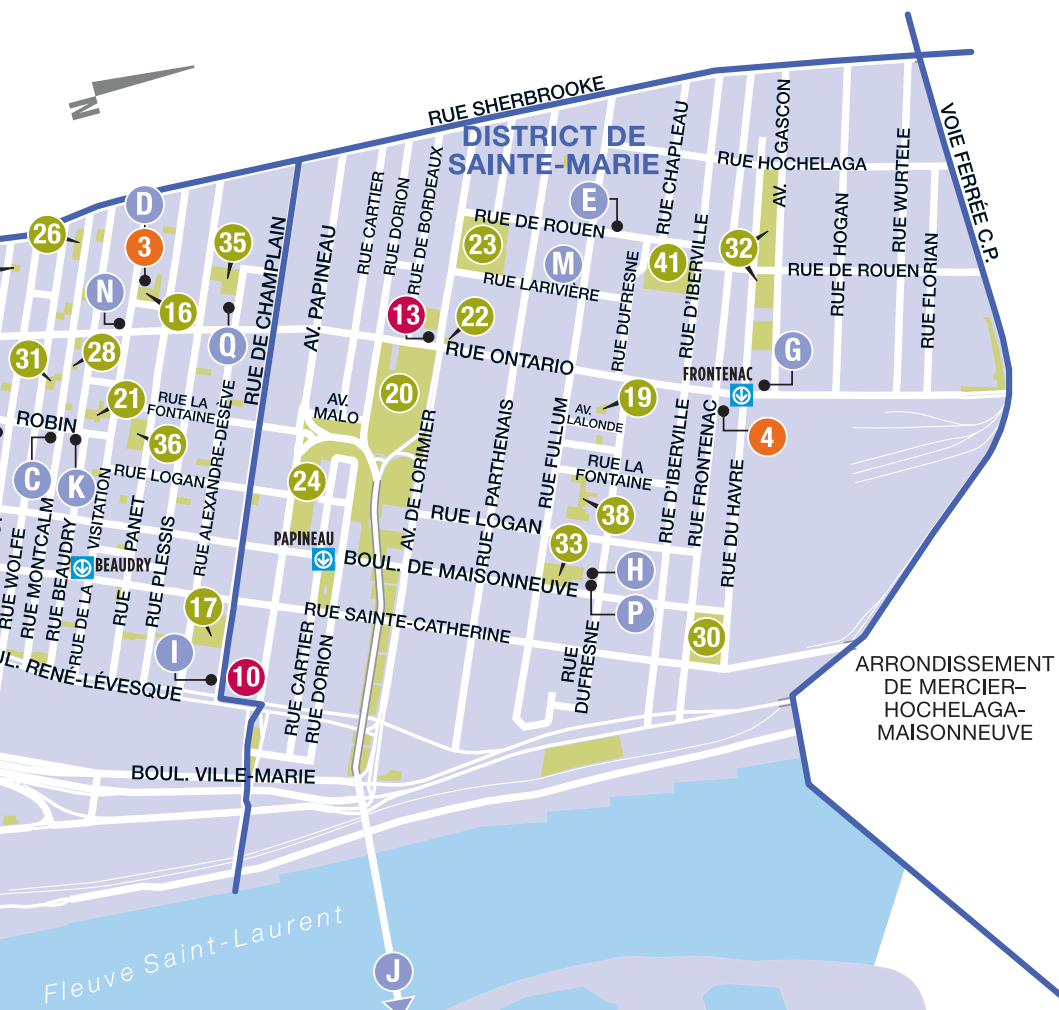 N
RUE SHERBROOKE
DISTRICT DE
SAINTE-MARIE
VOIE FERRÉE C.P.
RUE CARTIER
RUE DORION
RUE DE BORDEAUX
RUE CHAPLEAU
AV. GASCON
RUE HOCHELAGA
RUE WURTELE
RUE HOGAN
RUE FLORIAN
D
3
26
35
E
RUE DE ROUEN
23
M
41
32
RUE DE ROUEN
RUE LARIVIÈRE
RUE DUFRESNE
RUE D'IBERVILLE
AV. PAPINEAU
RUE DE CHAMPLAIN
N
16
Q
13
22
RUE ONTARIO
G
FRONTENAC
31
28
21
20
19
RUE LA
FONTAINE
AV.
MALO
AV.
LALONDE
4
ROBIN
36
C
K
RUE LOGAN
RUE ALEXANDRE-DESÈVE
24
AV. DE LORIMIER
RUE PARTHENAIS
RUE FULLUM
RUE LA
FONTAINE
38
RUE D'IBERVILLE
RUE FRONTENAC
RUE DU HAVRE
RUE LOGAN
33
PAPINEAU
BEAUDRY
BOUL. DE MAISONNEUVE
H
P
RUE WOLFE
RUE MONTCALM
RUE BEAUDRY
RUE DE LA VISITATION
RUE PANET
RUE PLESSIS
17
RUE SAINTE-CATHERINE
30
I
10
RUE CARTIER
RUE DORION
RUE
DUFRESNE
UL. RENÉ-LÉVESQUE
ARRONDISSEMENT
DE MERCIER–
HOCHELAGA-
MAISONNEUVE
BOUL. VILLE-MARIE
Fleuve Saint-Laurent
J